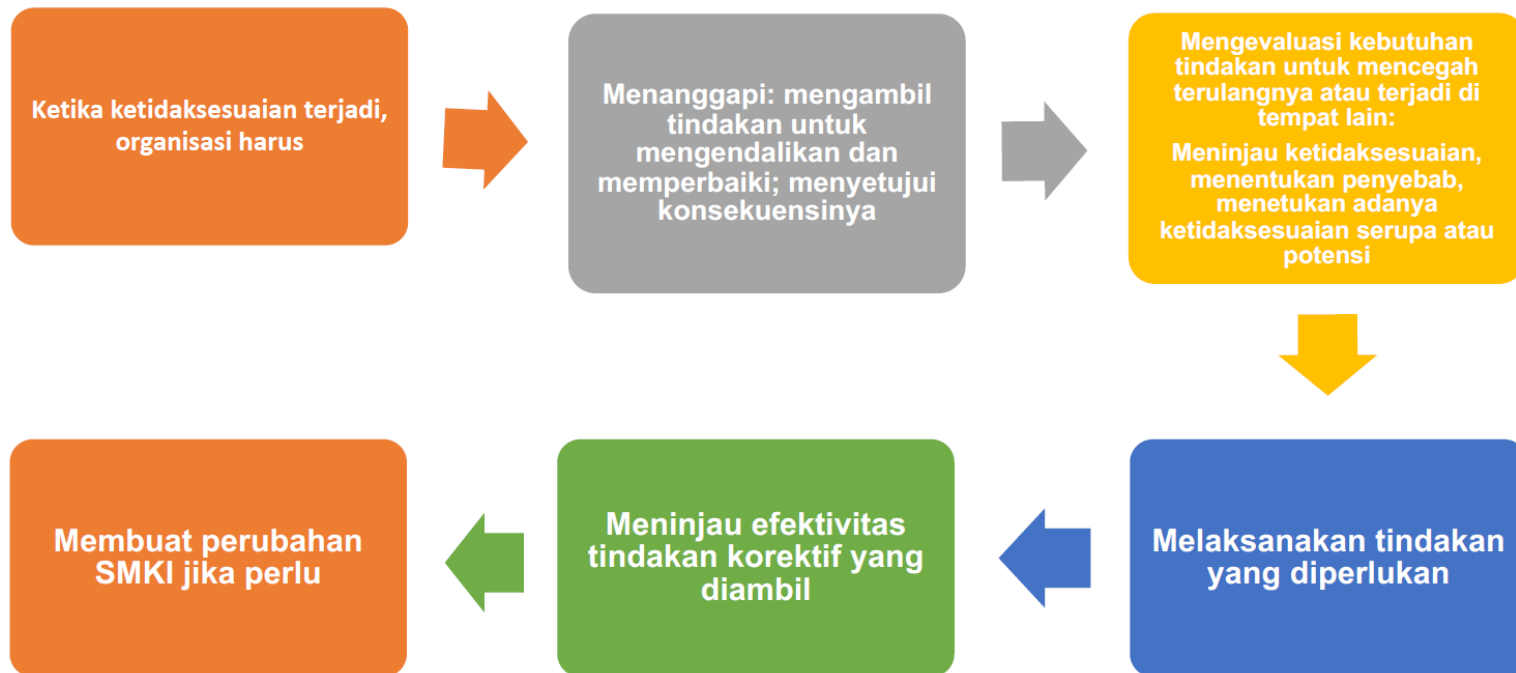 Ketika ketidaksesuaian terjadi,
organisasi harus
Menanggapi: mengambil
tindakan untuk
mengendalikan dan
memperbaiki; menyetujui
konsekuensinya
Mengevaluasi kebutuhan
tindakan untuk mencegah
terulangnya atau terjadi di
tempat lain:
Meninjau ketidaksesuaian,
menentukan penyebab,
menetukan adanya
ketidaksesuaian serupa atau
potensi
Melaksanakan tindakan
yang diperlukan
Meninjau efektivitas
tindakan korektif yang
diambil
Membuat perubahan
SMKI jika perlu